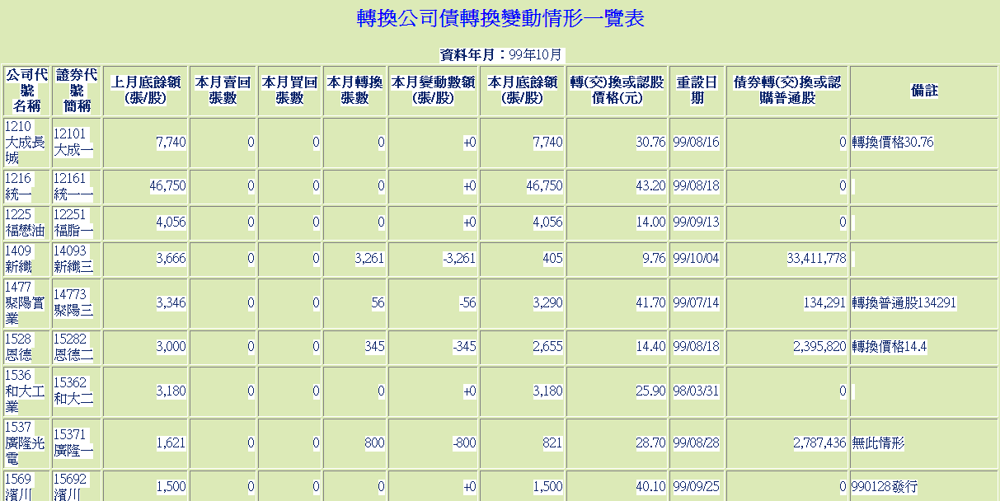 轉換公司債轉換變動情形一覽表
資料年月：99年10月
公司代號名稱 證券代號簡稱 上月底餘額(張/股) 本月賣回張數 本月買回張數 本月轉換張數 本月變動數額(張/股) 本月底餘額(張/股) 轉(交)換或認股價格(元) 重設日期 債券轉(交)換或認購普通股 備註
1210 大成長城 12101 大成一 7,740 0 0 0 +0 7,740 30.76 99/08/16 0 轉換價格30.76
1216 統一 12161 統一一 46,750 0 0 0 +0 46,750 43.20 99/08/18 0
1225 福懋油 12251 福脂一 4,056 0 0 0 +0 4,056 14.00 99/09/13 0
1409 新纖 14093 新纖三 3,666 0 0 3,261 -3,261 405 9.76 99/10/04 33,411,778
1477 聚陽實業 14773 聚陽三 3,346 0 0 56 -56 3,290 41.70 99/07/14 134,291 轉換普通股134291
1528 恩德 15282 恩德二 3,000 0 0 345 -345 2,655 14.40 99/08/18 2,395,820 轉換價格14.4
1536 和大工業 15362 和大二 3,180 0 0 0 +0 3,180 25.90 98/03/31 0
1537 廣隆光電 15371 廣隆一 1,621 0 0 800 -800 821 28.70 99/08/28 2,787,436 無此情形
1569 濱川 15692 濱川 1,500 0 0 0 +0 1,500 40.10 99/09/25 0 990128發行